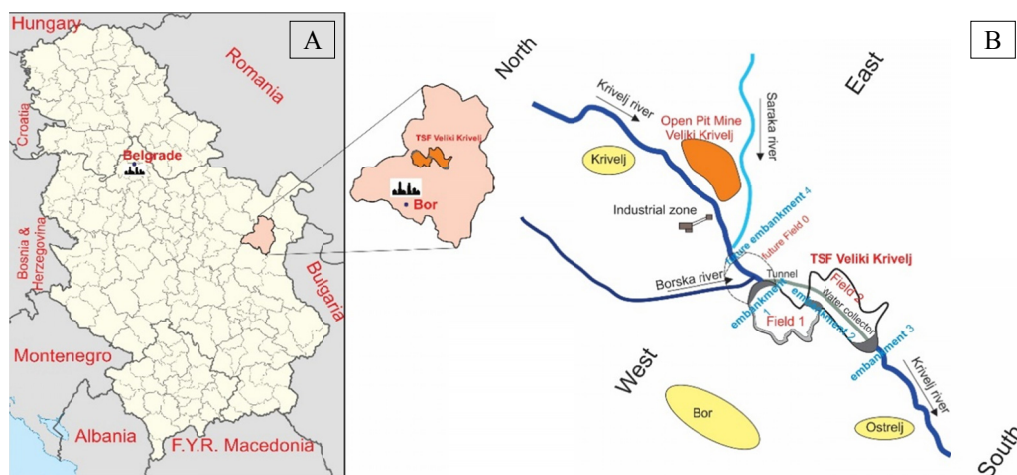 Hungary
A
Romania
Croatia
Belgrade
Bosnia &
Herzegovina
Montenegro
Albania
F.Y.R. Macedonia
Bulgaria
TSF Veliki Krivelj
Bor
B
North
East
Krivelj river
Saraka river
Open Pit Mine
Veliki Krivelj
Krivelj
Industrial zone
future embankment 4
future Field 0
Borska river
Tunnel
TSF Veliki Krivelj
Field 2
Water collector
embankment
1
Field 1
embankment 2
embankment 3
West
Bor
Krivelj river
Ostrelj
South